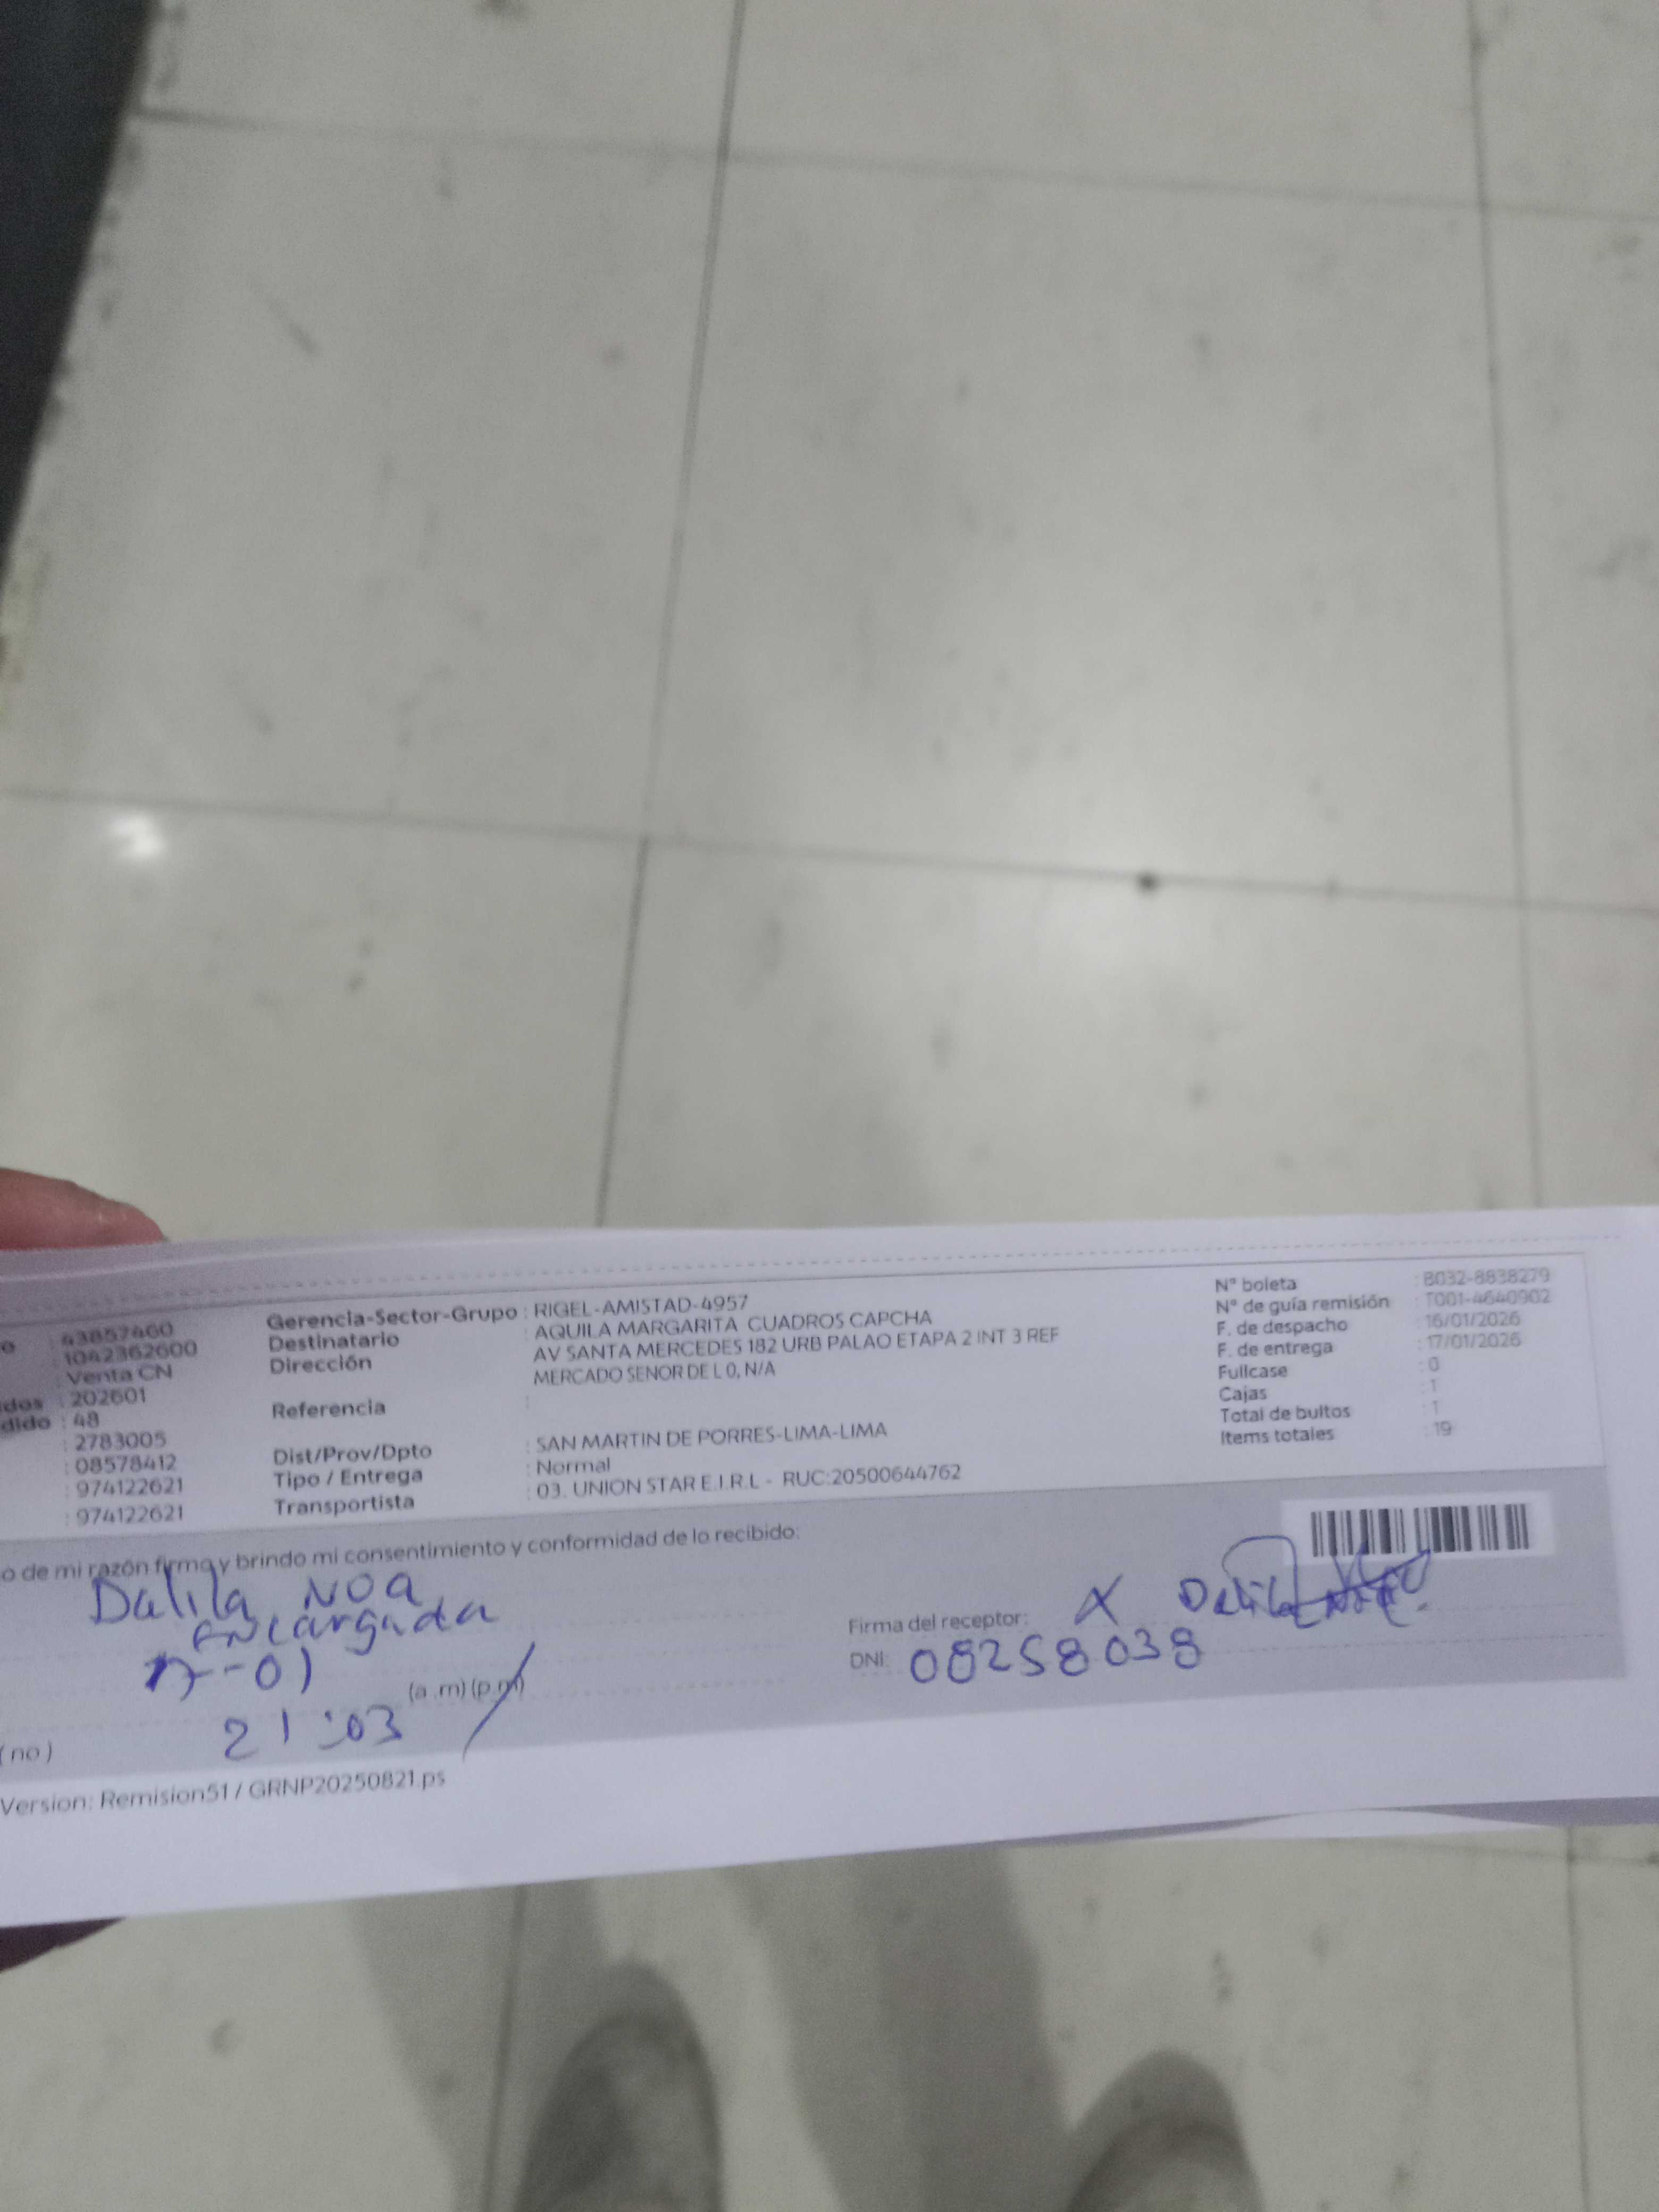 o : 43857460
1042362600
: Venta CN
idos : 202601
dido : 48
: 2783005
: 08578412
: 974122621
: 974122621
Gerencia-Sector-Grupo : RIGEL-AMISTAD-4957
Destinatario : AQUILA MARGARITA CUADROS CAPCHA
Dirección : AV SANTA MERCEDES 182 URB PALAO ETAPA 2 INT 3 REF
MERCADO SENOR DE L 0, N/A
Referencia :
Dist/Prov/Dpto : SAN MARTIN DE PORRES-LIMA-LIMA
Tipo / Entrega : Normal
Transportista : 03. UNION STAR E.I.R.L - RUC:20500644762
N° boleta : B032-8838279
N° de guía remisión : T001-4640902
F. de despacho : 16/01/2026
F. de entrega : 17/01/2026
Fullcase : 0
Cajas : 1
Total de bultos : 1
Items totales : 19
o de mi razón firmo y brindo mi consentimiento y conformidad de lo recibido:
Dalila NOA
encargada
17-01
21:03 (a.m) (p.m)
Firma del receptor: X Dalila Noa
DNI: 08258038
(no)
Version: Remision51 / GRNP20250821.ps